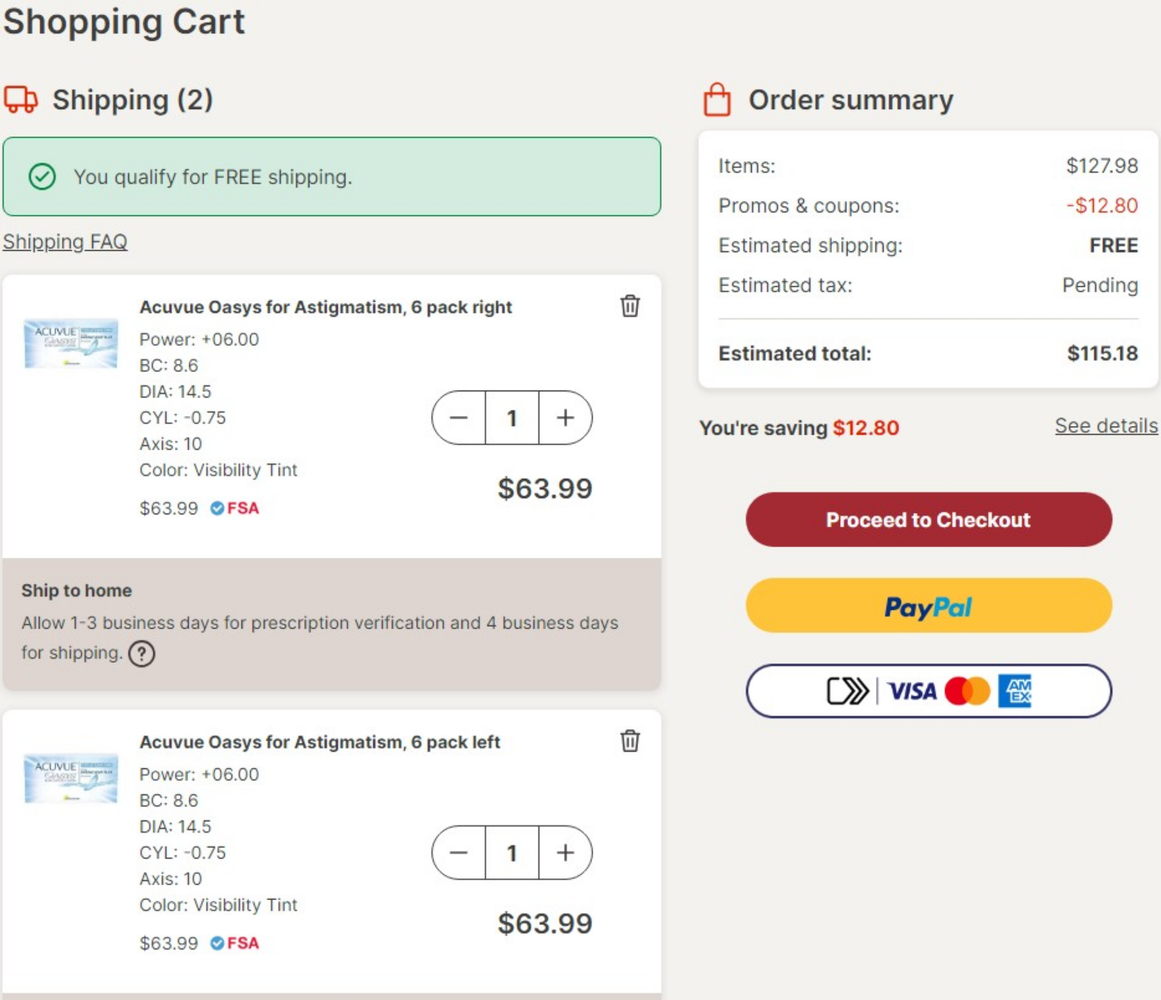 Shopping Cart
Shipping (2)
You qualify for FREE shipping.
Shipping FAQ
ACUVUE
Acuvue Oasys for Astigmatism, 6 pack right
Power: +06.00
BC: 8.6
DIA: 14.5
CYL: -0.75
Axis: 10
Color: Visibility Tint
$63.99 FSA
1
$63.99
Ship to home
Allow 1-3 business days for prescription verification and 4 business days
for shipping. ?
ACUVUE
Acuvue Oasys for Astigmatism, 6 pack left
Power: +06.00
BC: 8.6
DIA: 14.5
CYL: -0.75
Axis: 10
Color: Visibility Tint
$63.99 FSA
1
$63.99
Order summary
Items: $127.98
Promos & coupons: -$12.80
Estimated shipping: FREE
Estimated tax: Pending
Estimated total: $115.18
You're saving $12.80 See details
Proceed to Checkout
PayPal
VISA AM EX